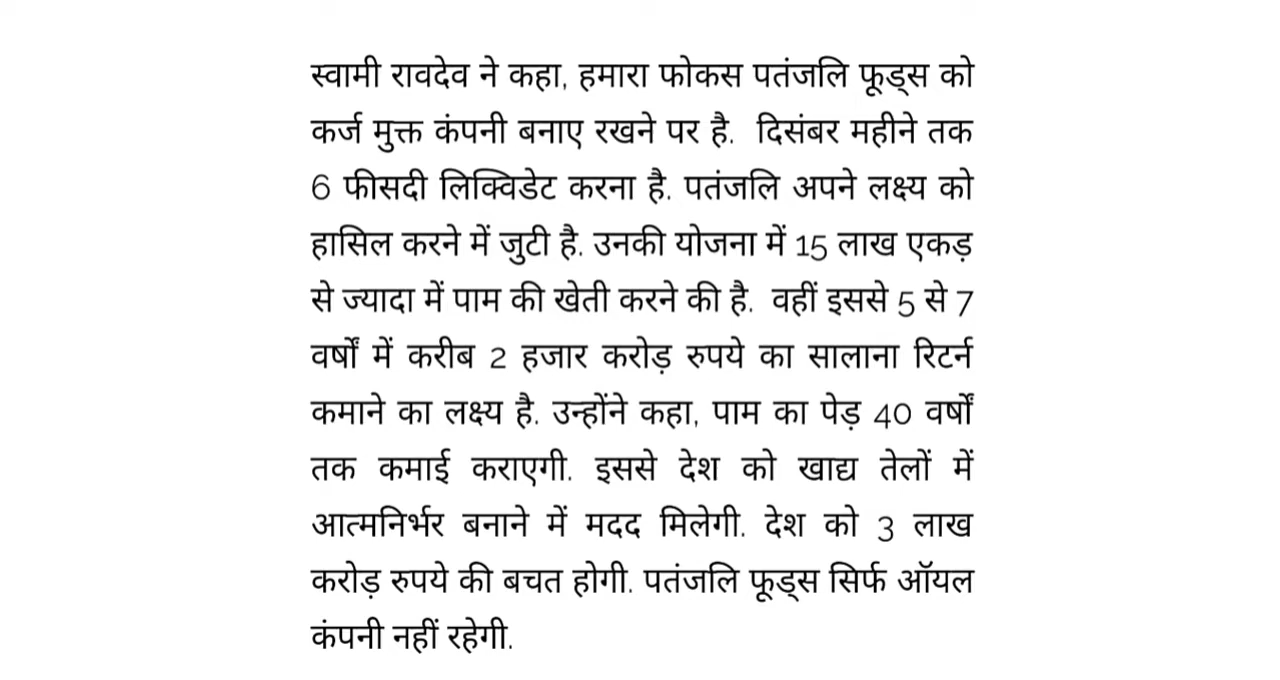 स्वामी रावदेव ने कहा, हमारा फोकस पतंजलि फूड्स को
कर्ज मुक्त कंपनी बनाए रखने पर है. दिसंबर महीने तक
6 फीसदी लिक्विडेट करना है. पतंजलि अपने लक्ष्य को
हासिल करने में जुटी है. उनकी योजना में 15 लाख एकड़
से ज्यादा में पाम की खेती करने की है. वहीं इससे 5 से 7
वर्षों में करीब 2 हजार करोड़ रुपये का सालाना रिटर्न
कमाने का लक्ष्य है. उन्होंने कहा, पाम का पेड़ 40 वर्षों
तक कमाई कराएगी. इससे देश को खाद्य तेलों में
आत्मनिर्भर बनाने में मदद मिलेगी. देश को 3 लाख
करोड़ रुपये की बचत होगी. पतंजलि फूड्स सिर्फ ऑयल
कंपनी नहीं रहेगी.